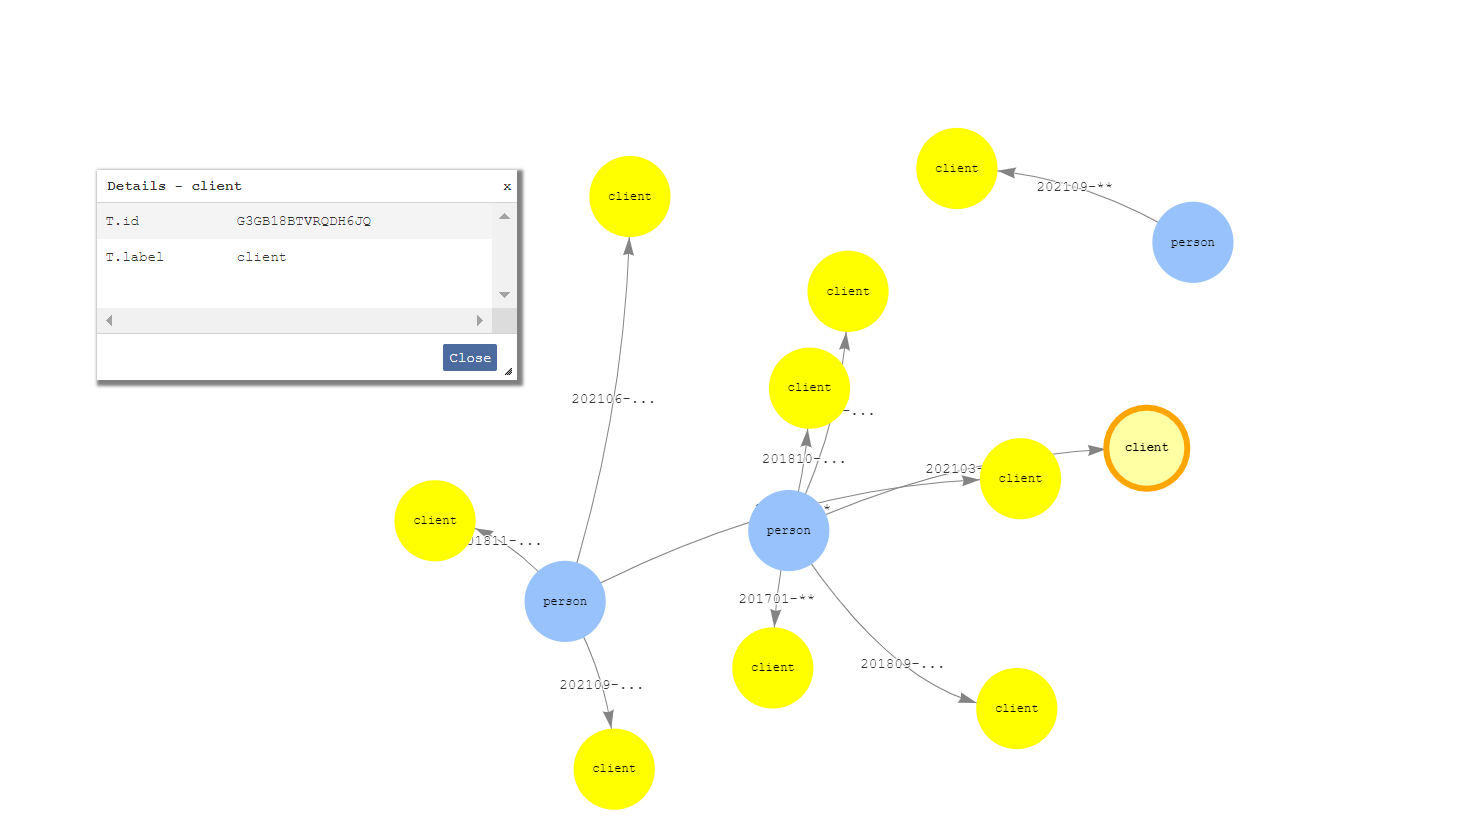 Details - client
x
T.id G3GB18BTVRQDH6JQ
T.label client
Close
client
202109-**
person
client
client
client
202106-...
-...
201810-...
202103-
client
client
client
201811-...
*
person
person
201701-**
202109-...
201809-...
client
client
client